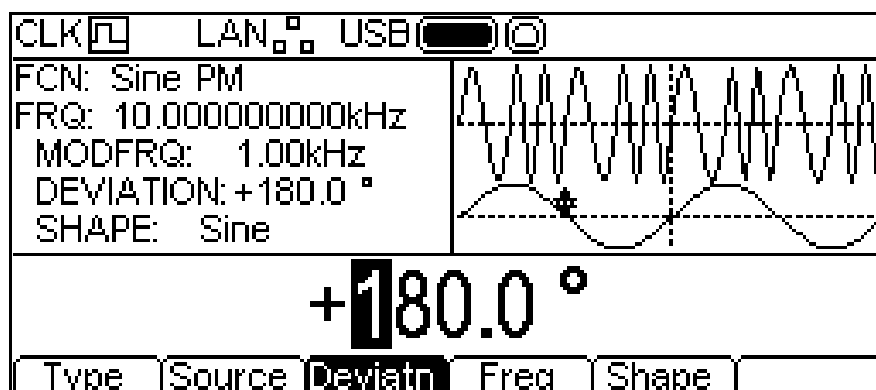 CLK LAN USB
FCN: Sine PM
FRQ: 10.000000000kHz
MODFRQ: 1.00kHz
DEVIATION: +180.0 °
SHAPE: Sine
+180.0 °
Type Source Deviatn Freq Shape